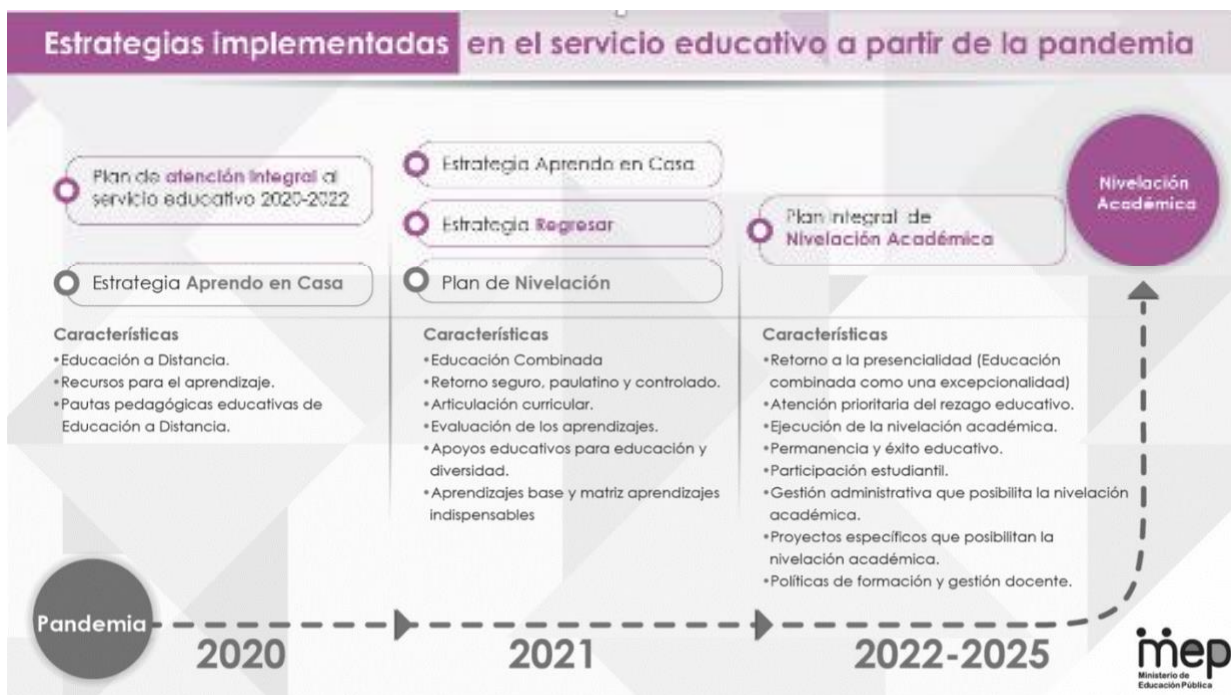 Estrategias implementadas en el servicio educativo a partir de la pandemia
Plan de atención integral al
servicio educativo 2020-2022
Estrategia Aprendo en Casa
Características
•Educación a Distancia.
•Recursos para el aprendizaje.
•Pautas pedagógicas educativas de
Educación a Distancia.
Estrategia Aprendo en Casa
Estrategia Regresar
Plan de Nivelación
Características
•Educación Combinada
•Retorno seguro, paulatino y controlado.
•Articulación curricular.
•Evaluación de los aprendizajes.
•Apoyos educativos para educación y
diversidad.
•Aprendizajes base y matriz aprendizajes
indispensables
Plan Integral de
Nivelación Académica
Características
•Retorno a la presencialidad (Educación
combinada como una excepcionalidad)
•Atención prioritaria del rezago educativo.
•Ejecución de la nivelación académica.
•Permanencia y éxito educativo.
•Participación estudiantil.
•Gestión administrativa que posibilita la nivelación
académica.
•Proyectos específicos que posibilitan la
nivelación académica.
•Políticas de formación y gestión docente.
Nivelación
Académica
Pandemia
2020
2021
2022-2025
mep
Ministerio de
Educación Pública